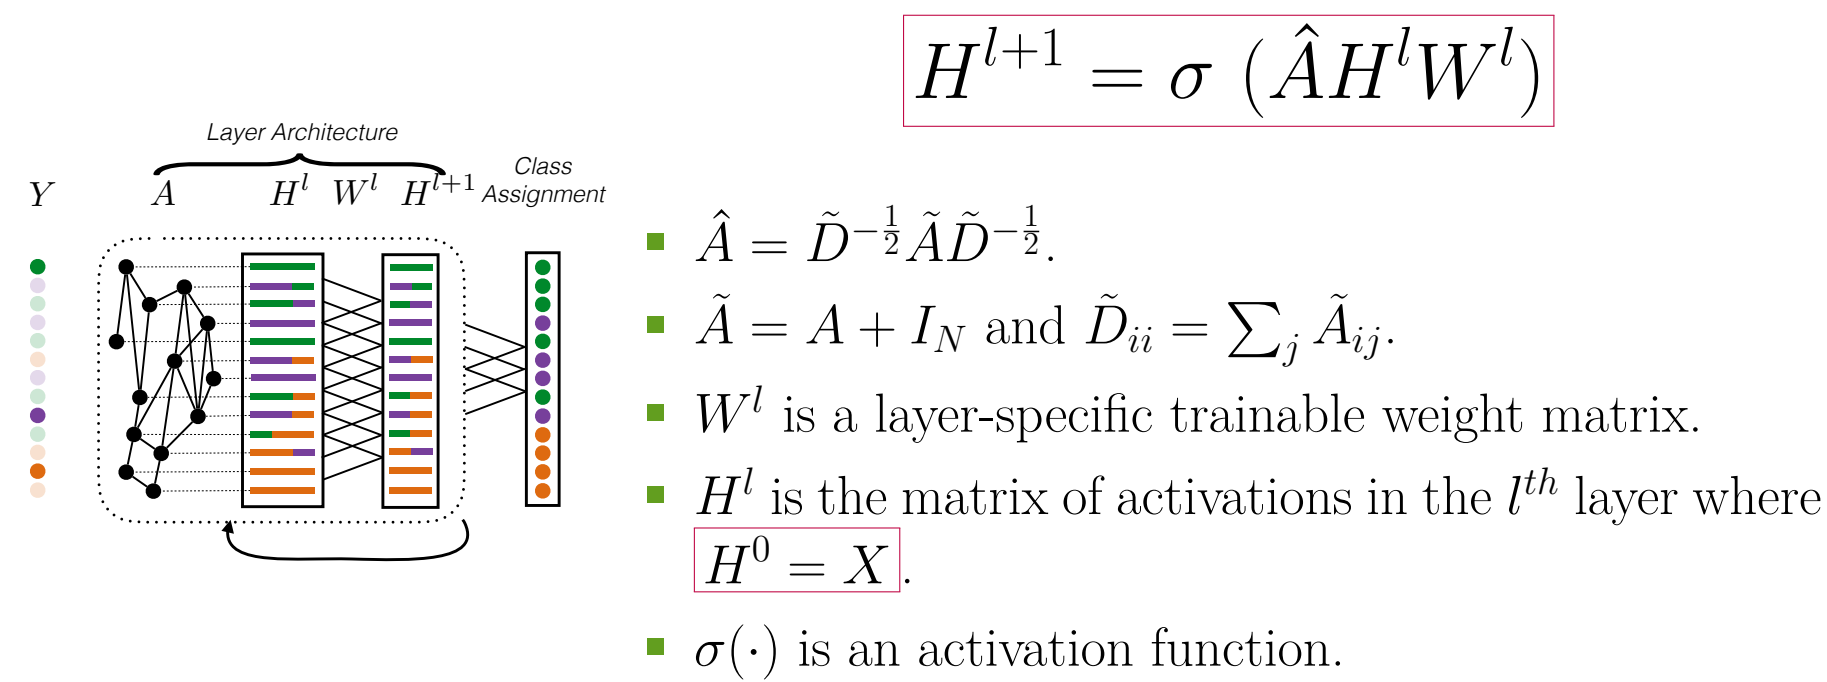 H^{l+1} = σ (ÂH^lW^l)
Layer Architecture
Class
Assignment
Y A H^l W^l H^{l+1}
Â = D̃^{-1/2}ÃD̃^{-1/2}.
Ã = A + I_N and D̃_{ii} = ∑_j Ã_{ij}.
W^l is a layer-specific trainable weight matrix.
H^l is the matrix of activations in the l^{th} layer where
H^0 = X.
σ(·) is an activation function.